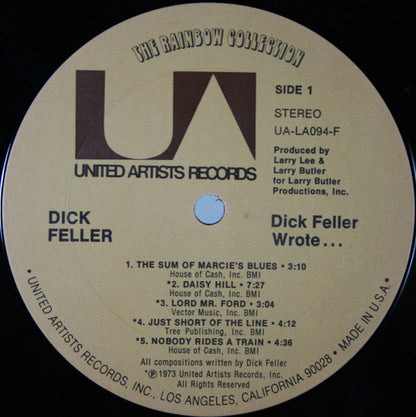 THE RAINBOW COLLECTION
UA
UNITED ARTISTS RECORDS
SIDE 1
STEREO
UA-LA094-F
Produced by
Larry Lee &
Larry Butler
for Larry Butler
Productions, Inc.
DICK
FELLER
Dick Feller
Wrote...
1. THE SUM OF MARCIE'S BLUES • 3:10
House of Cash, Inc. BMI
*2. DAISY HILL • 7:27
House of Cash, Inc. BMI
*3. LORD MR. FORD • 3:04
Vector Music, Inc. BMI
*4. JUST SHORT OF THE LINE • 4:12
Tree Publishing, Inc. BMI
*5. NOBODY RIDES A TRAIN • 4:36
House of Cash, Inc. BMI
All compositions written by Dick Feller
*℗1973 United Artists Records, Inc.
All Rights Reserved
• UNITED ARTISTS RECORDS, INC., LOS ANGELES, CALIFORNIA 90028 • MADE IN U.S.A. •